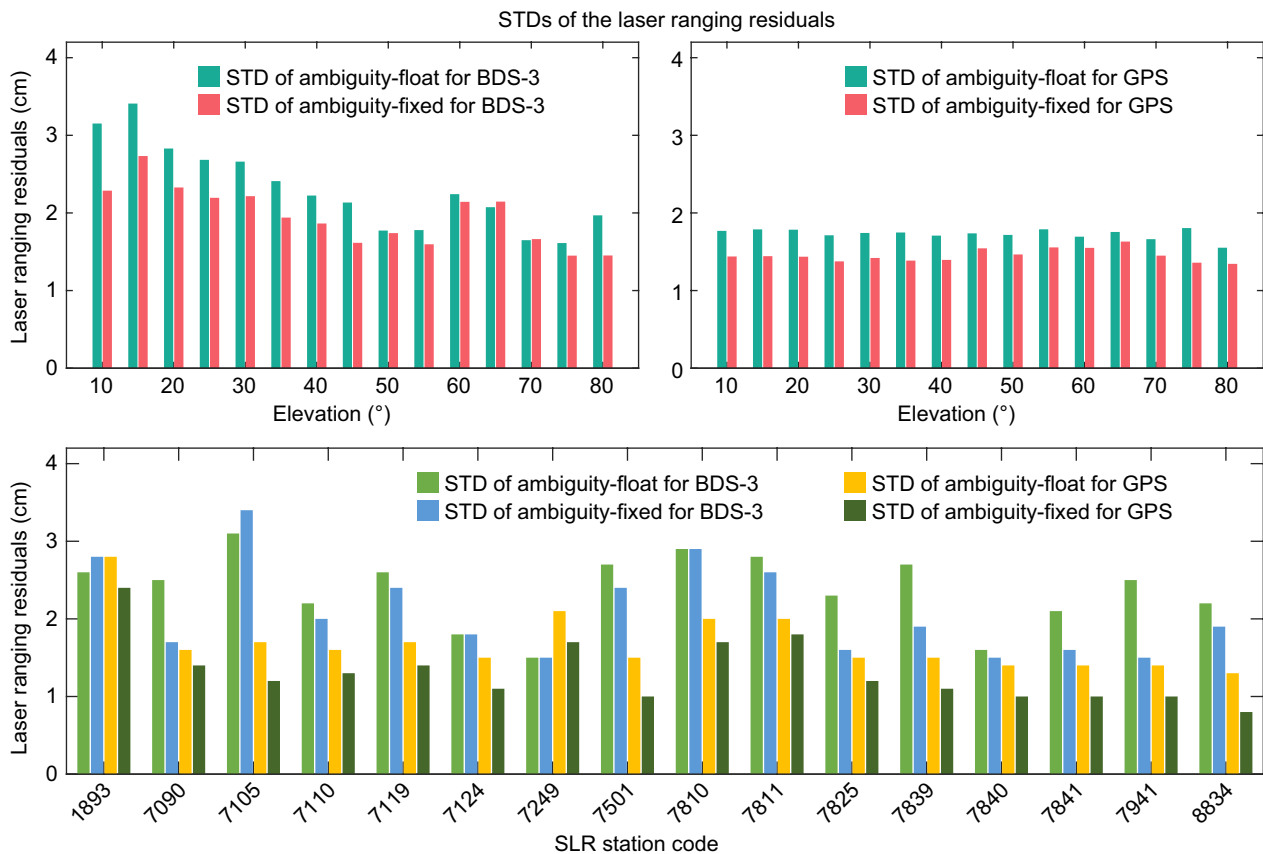 STDs of the laser ranging residuals
4
3
2
1
0
Laser ranging residuals (cm)
STD of ambiguity-float for BDS-3
STD of ambiguity-fixed for BDS-3
10 20 30 40 50 60 70 80
Elevation (°)
4
3
2
1
0
STD of ambiguity-float for GPS
STD of ambiguity-fixed for GPS
10 20 30 40 50 60 70 80
Elevation (°)
4
3
2
1
0
Laser ranging residuals (cm)
STD of ambiguity-float for BDS-3
STD of ambiguity-fixed for BDS-3
STD of ambiguity-float for GPS
STD of ambiguity-fixed for GPS
1893 7090 7105 7110 7119 7124 7249 7501 7810 7811 7825 7839 7840 7841 7941 8834
SLR station code